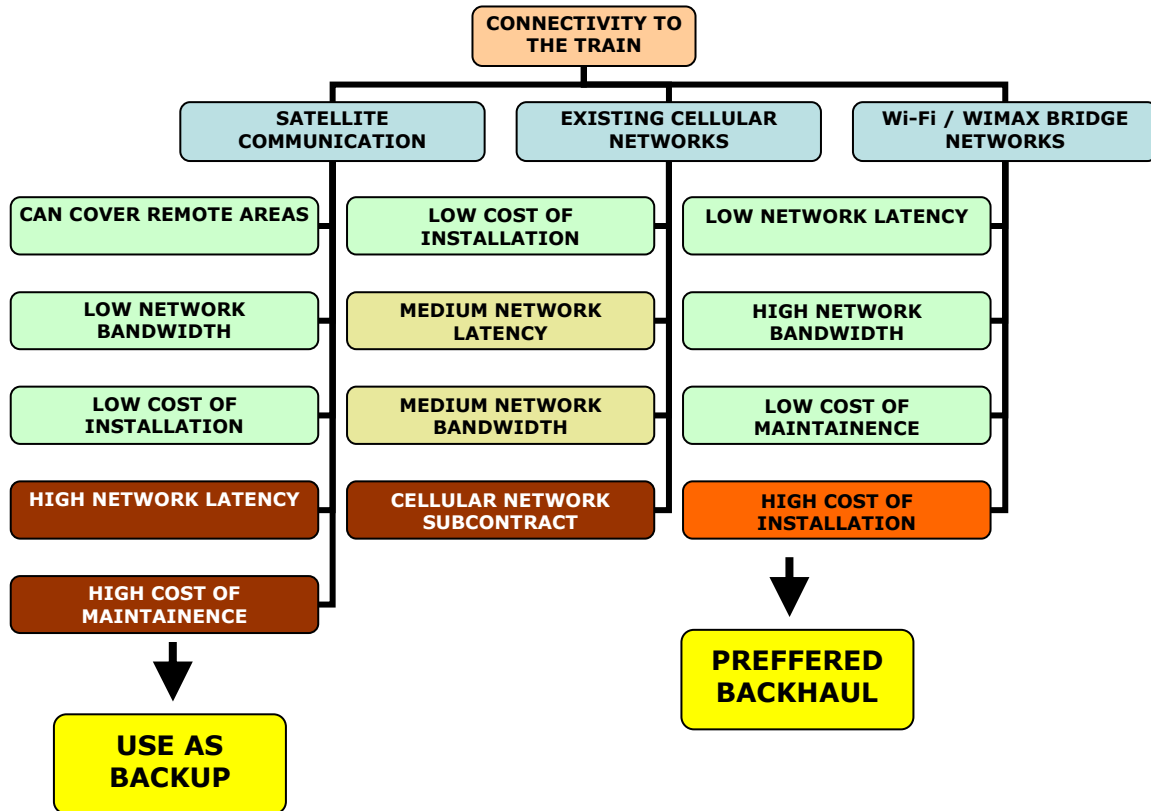 CONNECTIVITY TO
THE TRAIN
SATELLITE
COMMUNICATION
EXISTING CELLULAR
NETWORKS
Wi-Fi / WIMAX BRIDGE
NETWORKS
CAN COVER REMOTE AREAS
LOW NETWORK
BANDWIDTH
LOW COST OF
INSTALLATION
HIGH NETWORK LATENCY
HIGH COST OF
MAINTAINENCE
USE AS
BACKUP
LOW COST OF
INSTALLATION
MEDIUM NETWORK
LATENCY
MEDIUM NETWORK
BANDWIDTH
CELLULAR NETWORK
SUBCONTRACT
LOW NETWORK LATENCY
HIGH NETWORK
BANDWIDTH
LOW COST OF
MAINTAINENCE
HIGH COST OF
INSTALLATION
PREFFERED
BACKHAUL